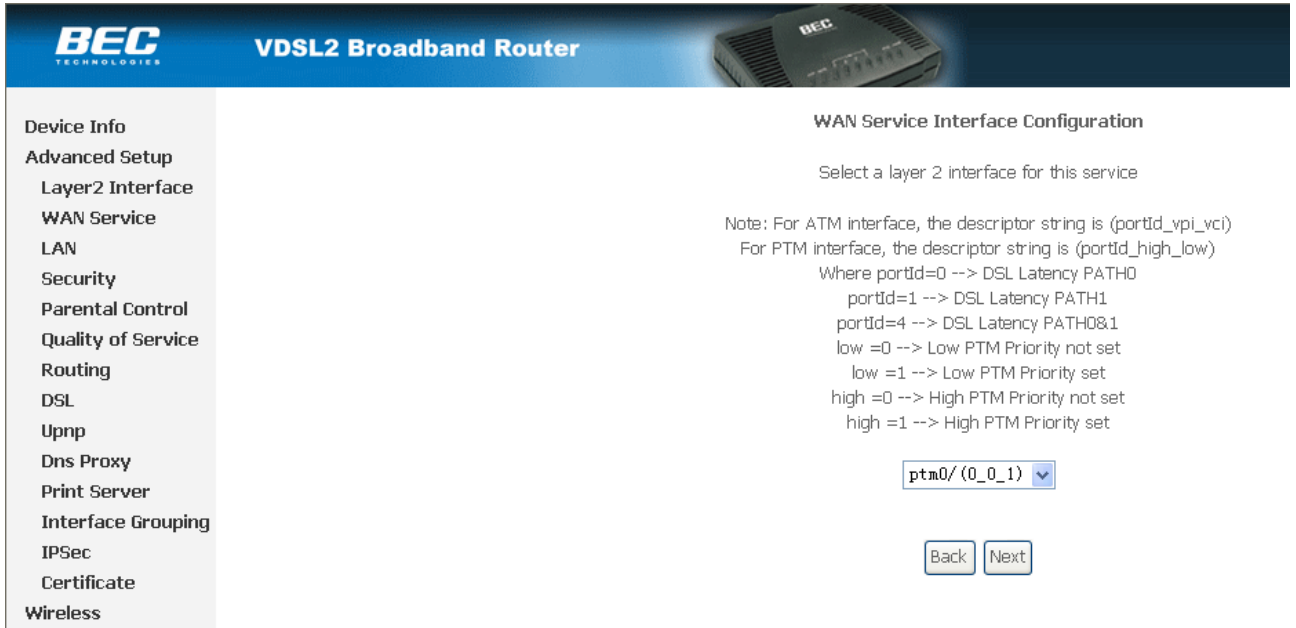 BEC
TECHNOLOGIES
VDSL2 Broadband Router
BEC
Device Info
Advanced Setup
Layer2 Interface
WAN Service
LAN
Security
Parental Control
Quality of Service
Routing
DSL
Upnp
Dns Proxy
Print Server
Interface Grouping
IPSec
Certificate
Wireless
WAN Service Interface Configuration
Select a layer 2 interface for this service
Note: For ATM interface, the descriptor string is (portId_vpi_vci)
For PTM interface, the descriptor string is (portId_high_low)
Where portId=0 --> DSL Latency PATH0
portId=1 --> DSL Latency PATH1
portId=4 --> DSL Latency PATH0&1
low =0 --> Low PTM Priority not set
low =1 --> Low PTM Priority set
high =0 --> High PTM Priority not set
high =1 --> High PTM Priority set
ptm0/(0_0_1)
Back Next